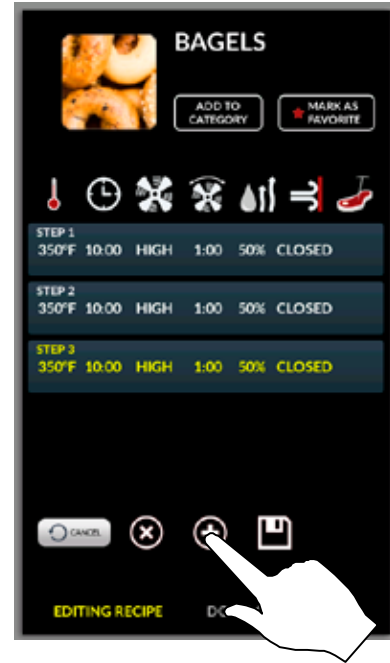 BAGELS
ADD TO
CATEGORY
MARK AS
FAVORITE
STEP 1
350°F 10:00 HIGH 1:00 50% CLOSED
STEP 2
350°F 10:00 HIGH 1:00 50% CLOSED
STEP 3
350°F 10:00 HIGH 1:00 50% CLOSED
CANCEL
EDITING RECIPE